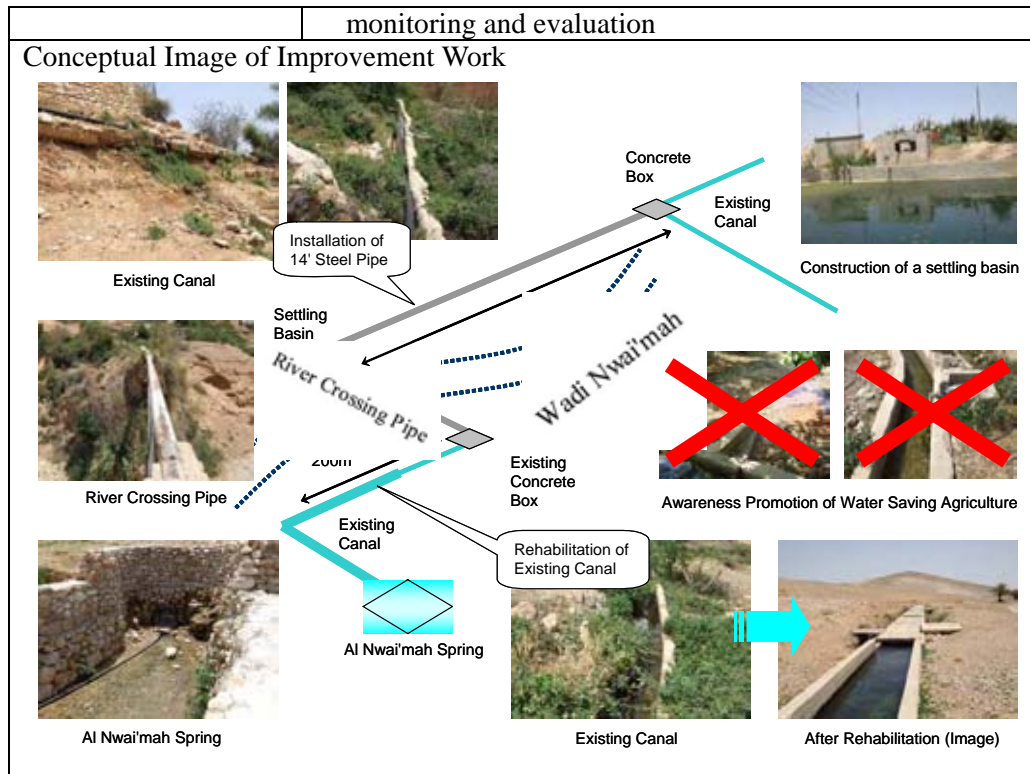 monitoring and evaluation
Conceptual Image of Improvement Work
Existing Canal
Installation of
14' Steel Pipe
Concrete
Box
Existing
Canal
Construction of a settling basin
Settling
Basin
River Crossing Pipe
Wadi Nwai'mah
River Crossing Pipe
200m
Existing
Canal
Existing
Concrete
Box
Awareness Promotion of Water Saving Agriculture
Rehabilitation of
Existing Canal
Al Nwai'mah Spring
Al Nwai'mah Spring
Existing Canal
After Rehabilitation (Image)